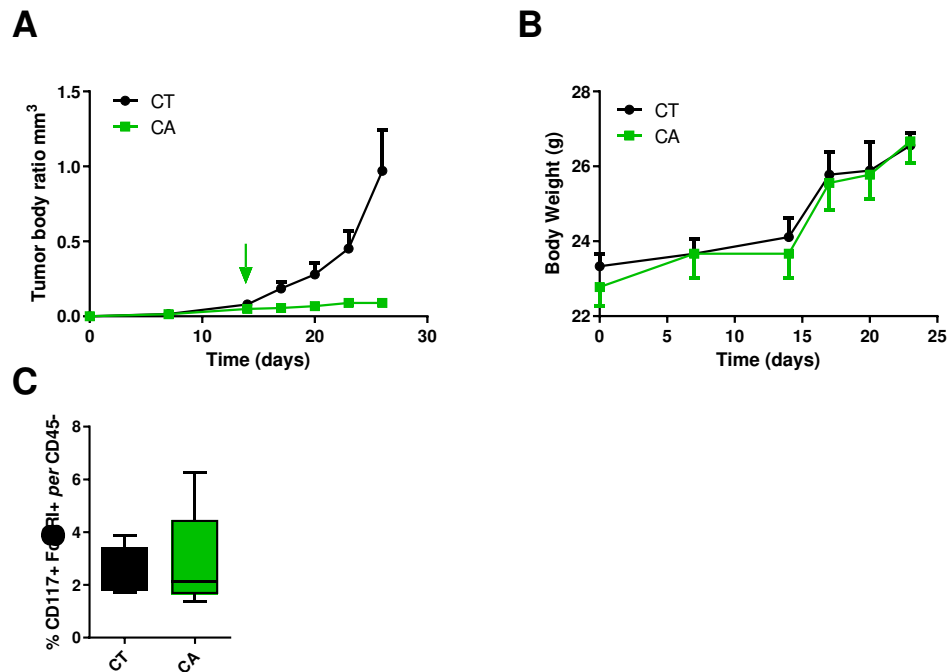 A
B
1.5
1.0
0.5
0.0
Tumor body ratio mm³
CT
CA
0
10
20
30
Time (days)
28
26
24
22
Body Weight (g)
CT
CA
0
5
10
15
20
25
Time (days)
C
8
6
4
2
0
% CD117+ RI+ per CD45-
CT
CA